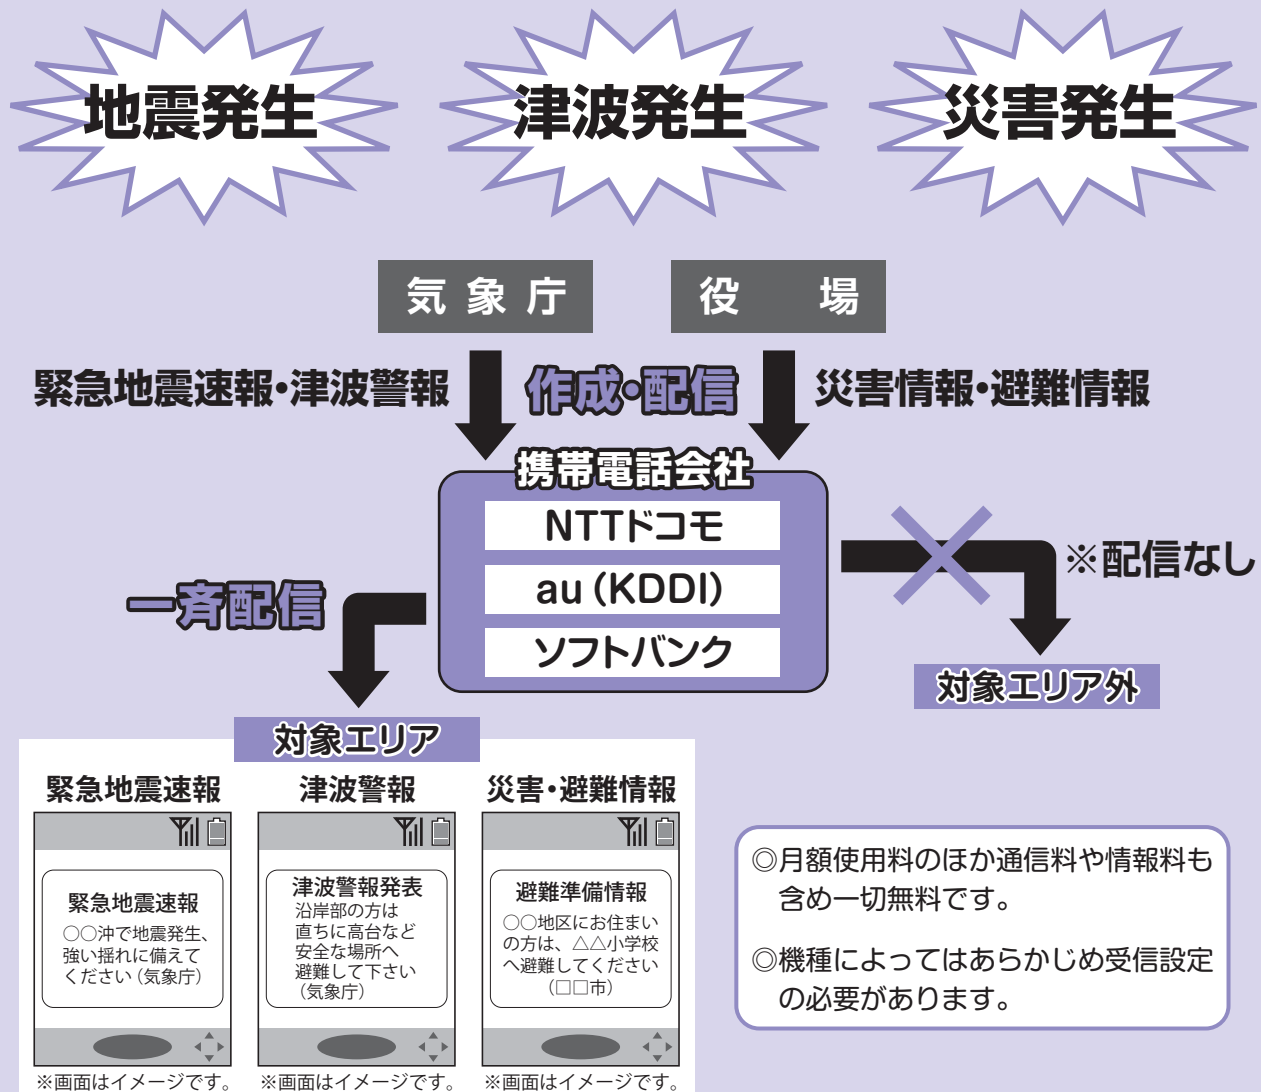 地震発生
津波発生
災害発生
気象庁
役　場
緊急地震速報・津波警報
作成・配信
災害情報・避難情報
携帯電話会社
NTTドコモ
au（KDDI）
ソフトバンク
※配信なし
一斉配信
対象エリア外
対象エリア
緊急地震速報
緊急地震速報
○○沖で地震発生、
強い揺れに備えて
ください（気象庁）
※画面はイメージです。
津波警報
津波警報発表
沿岸部の方は
直ちに高台など
安全な場所へ
避難して下さい
（気象庁）
※画面はイメージです。
災害・避難情報
避難準備情報
○○地区にお住まい
の方は、△△小学校
へ避難してください
（□□市）
※画面はイメージです。
◎月額使用料のほか通信料や情報料も
含め一切無料です。
◎機種によってはあらかじめ受信設定
の必要があります。